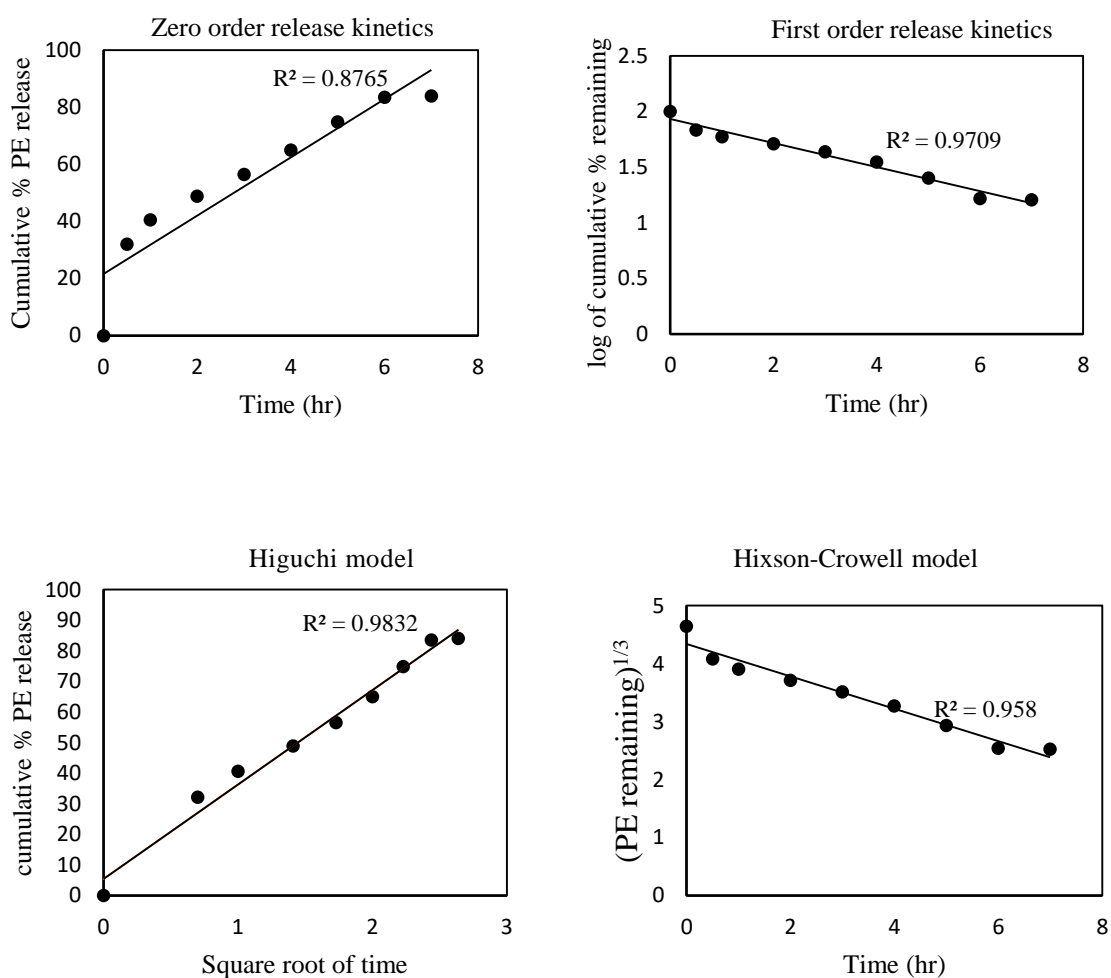 Zero order release kinetics
Cumulative % PE release
100
80
60
40
20
0
R² = 0.8765
0 2 4 6 8
Time (hr)
First order release kinetics
log of cumulative % remaining
2.5
2
1.5
1
0.5
0
R² = 0.9709
0 2 4 6 8
Time (hr)
Higuchi model
cumulative % PE release
100
90
80
70
60
50
40
30
20
10
0
R² = 0.9832
0 1 2 3
Square root of time
Hixson-Crowell model
(PE remaining)¹/³
5
4
3
2
1
0
R² = 0.958
0 2 4 6 8
Time (hr)